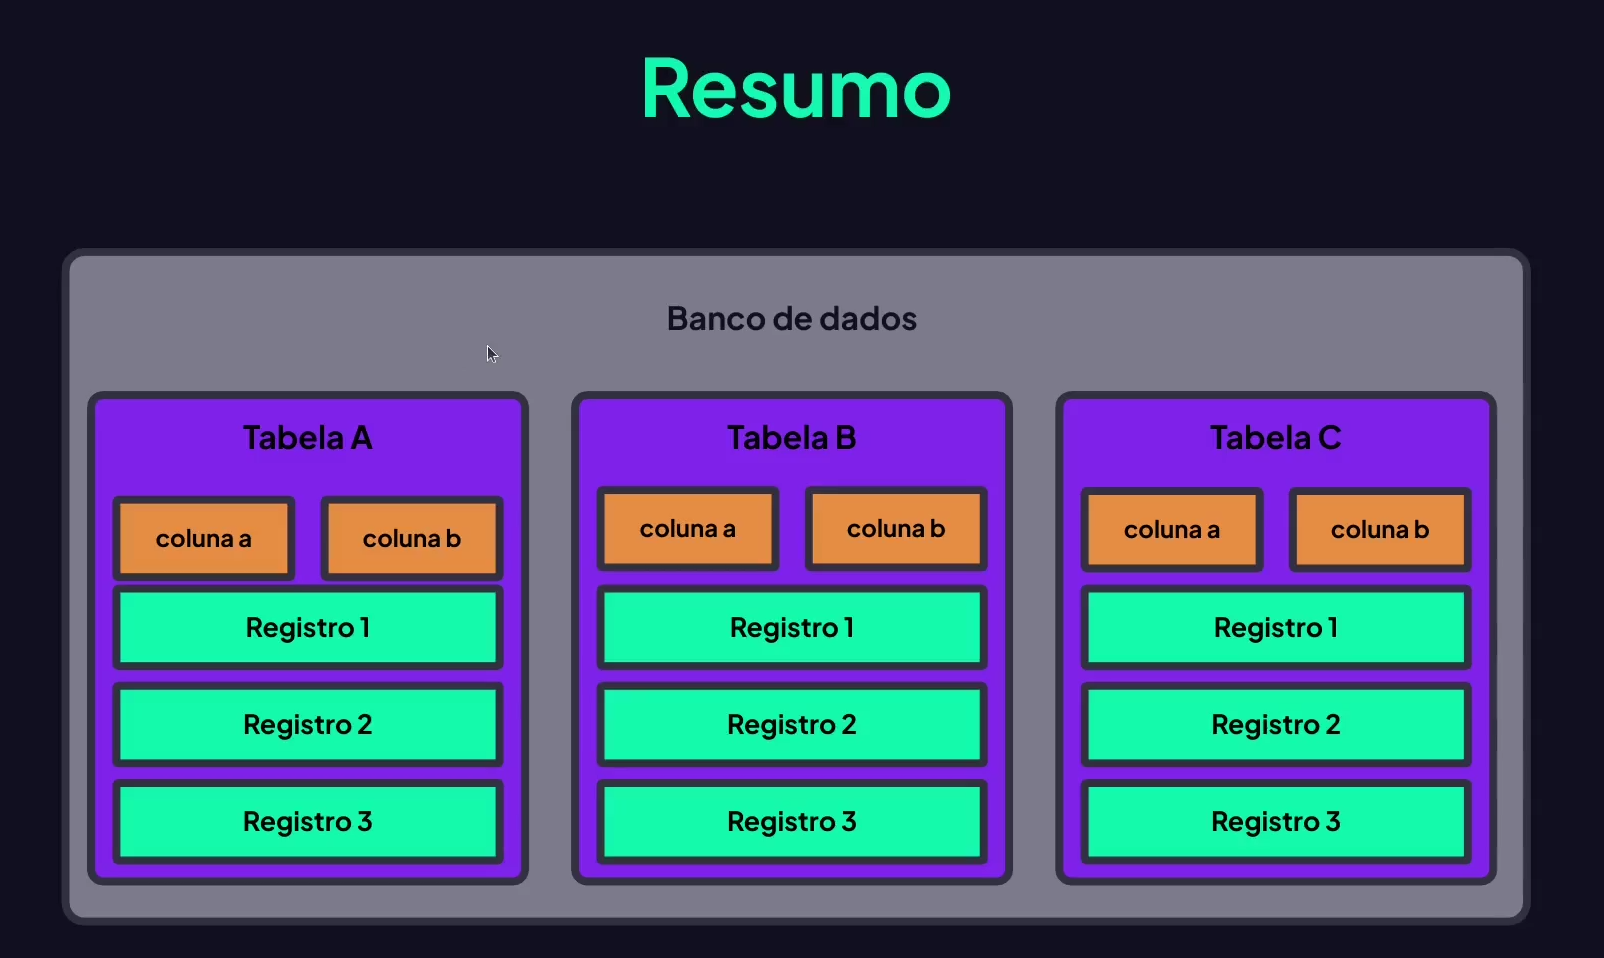 Resumo
Banco de dados
Tabela A
coluna a
coluna b
Registro 1
Registro 2
Registro 3
Tabela B
coluna a
coluna b
Registro 1
Registro 2
Registro 3
Tabela C
coluna a
coluna b
Registro 1
Registro 2
Registro 3